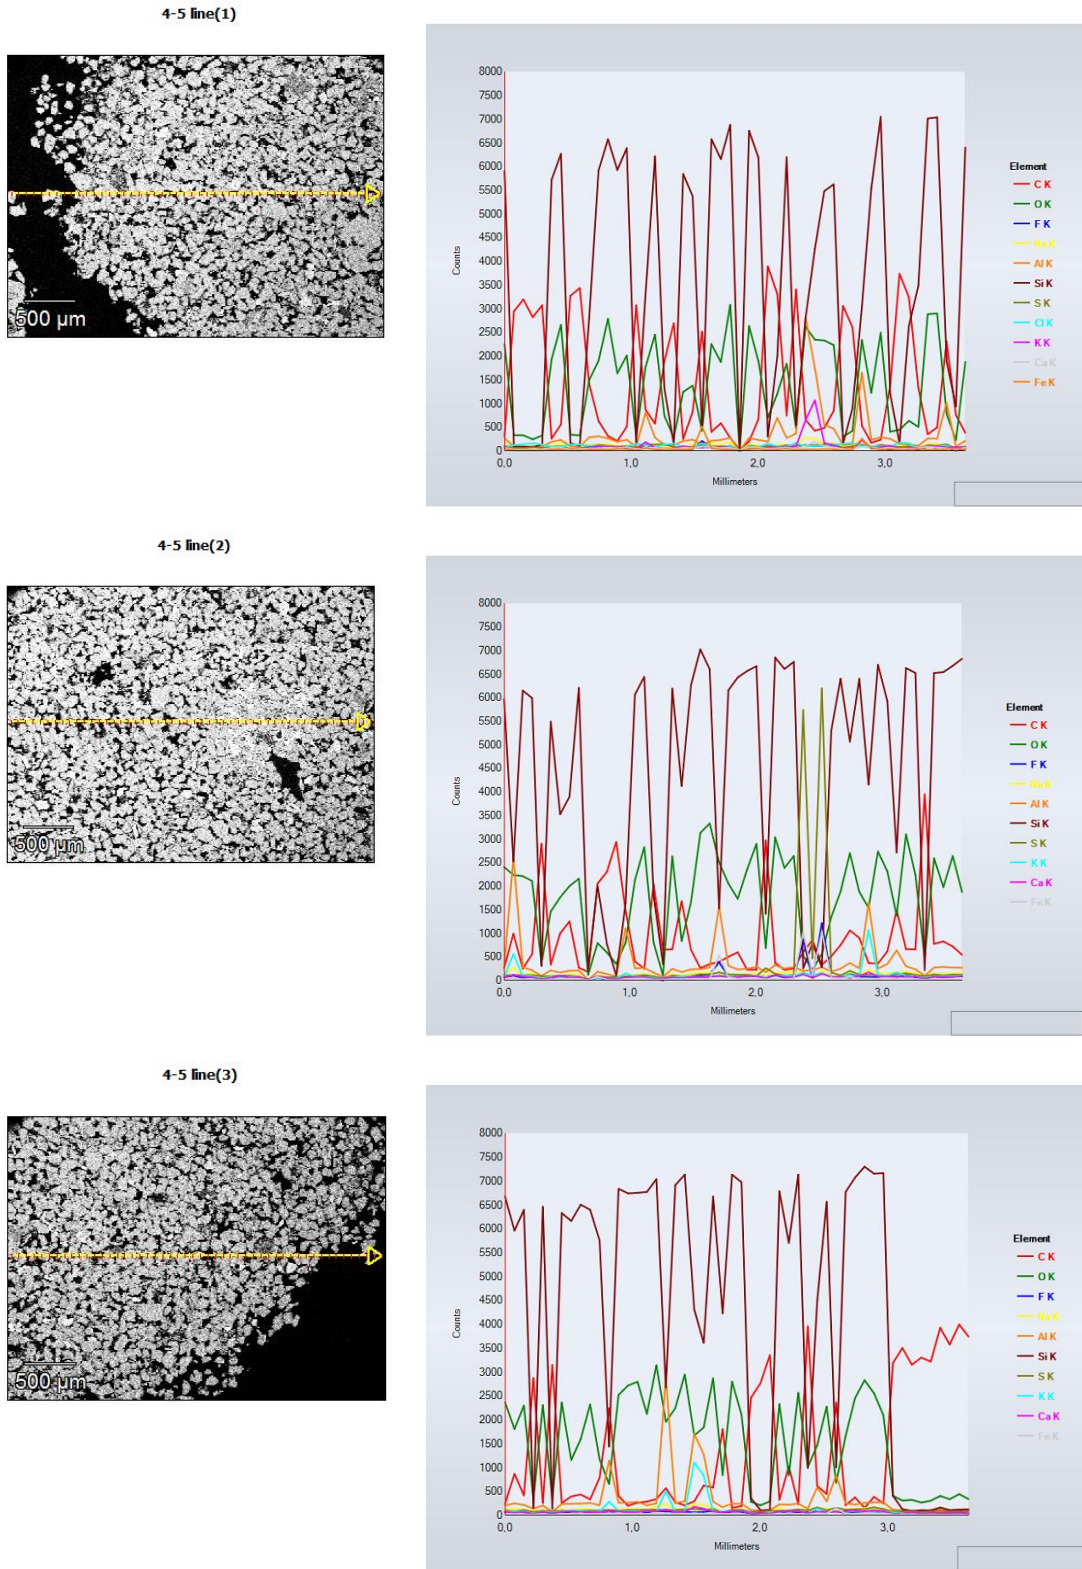 4-5 line(1)
500 µm
8000
7500
7000
6500
6000
5500
5000
4500
4000
3500
3000
2500
2000
1500
1000
500
0
Counts
0,0 1,0 2,0 3,0
Millimeters
Element
C K
O K
F K
Na K
Al K
Si K
S K
Cl K
K K
Ca K
Fe K
4-5 line(2)
500 µm
8000
7500
7000
6500
6000
5500
5000
4500
4000
3500
3000
2500
2000
1500
1000
500
0
Counts
0,0 1,0 2,0 3,0
Millimeters
Element
C K
O K
F K
Na K
Al K
Si K
S K
K K
Ca K
Fe K
4-5 line(3)
500 µm
8000
7500
7000
6500
6000
5500
5000
4500
4000
3500
3000
2500
2000
1500
1000
500
0
Counts
0,0 1,0 2,0 3,0
Millimeters
Element
C K
O K
F K
Na K
Al K
Si K
S K
K K
Ca K
Fe K